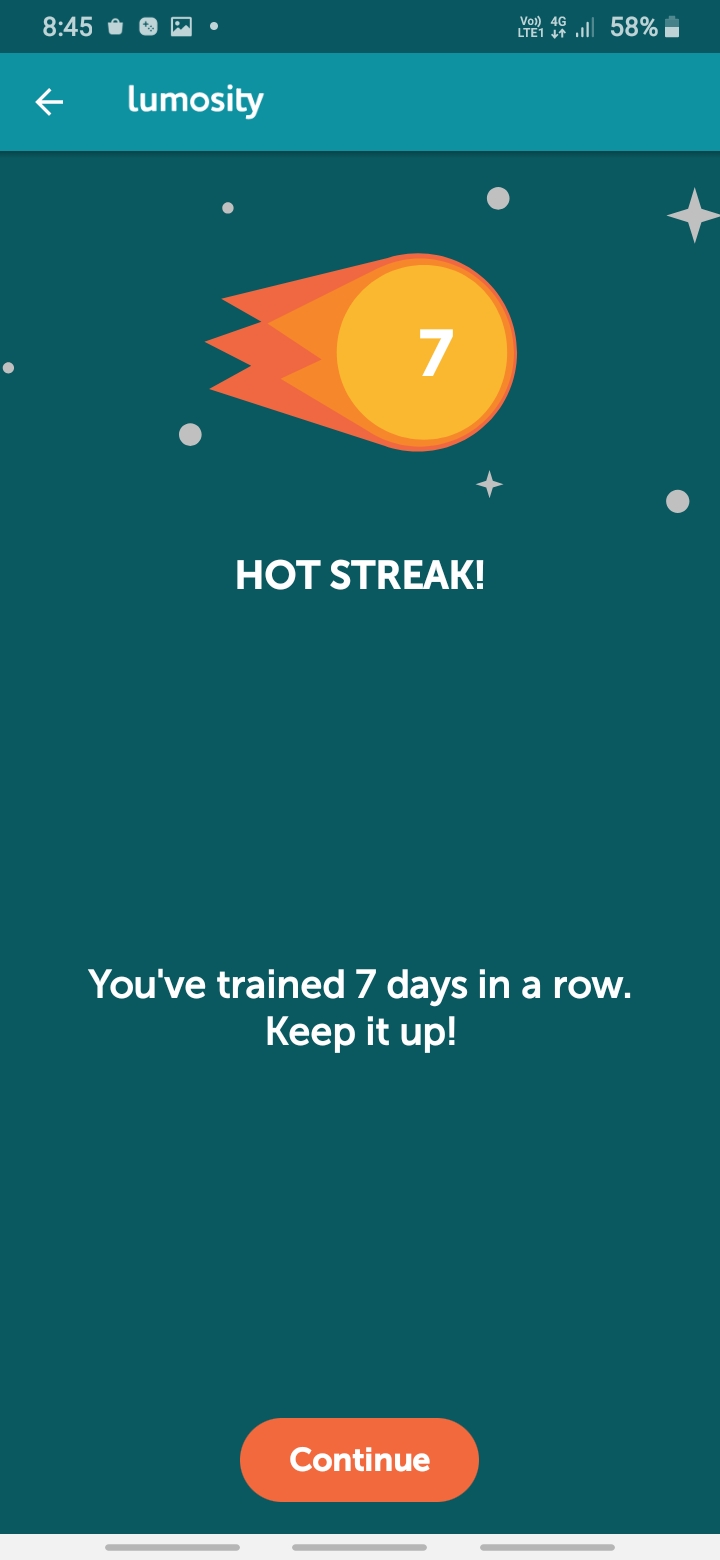 8:45 Vo)) LTE1 4G 58%
lumosity
7
HOT STREAK!
You've trained 7 days in a row.
Keep it up!
Continue